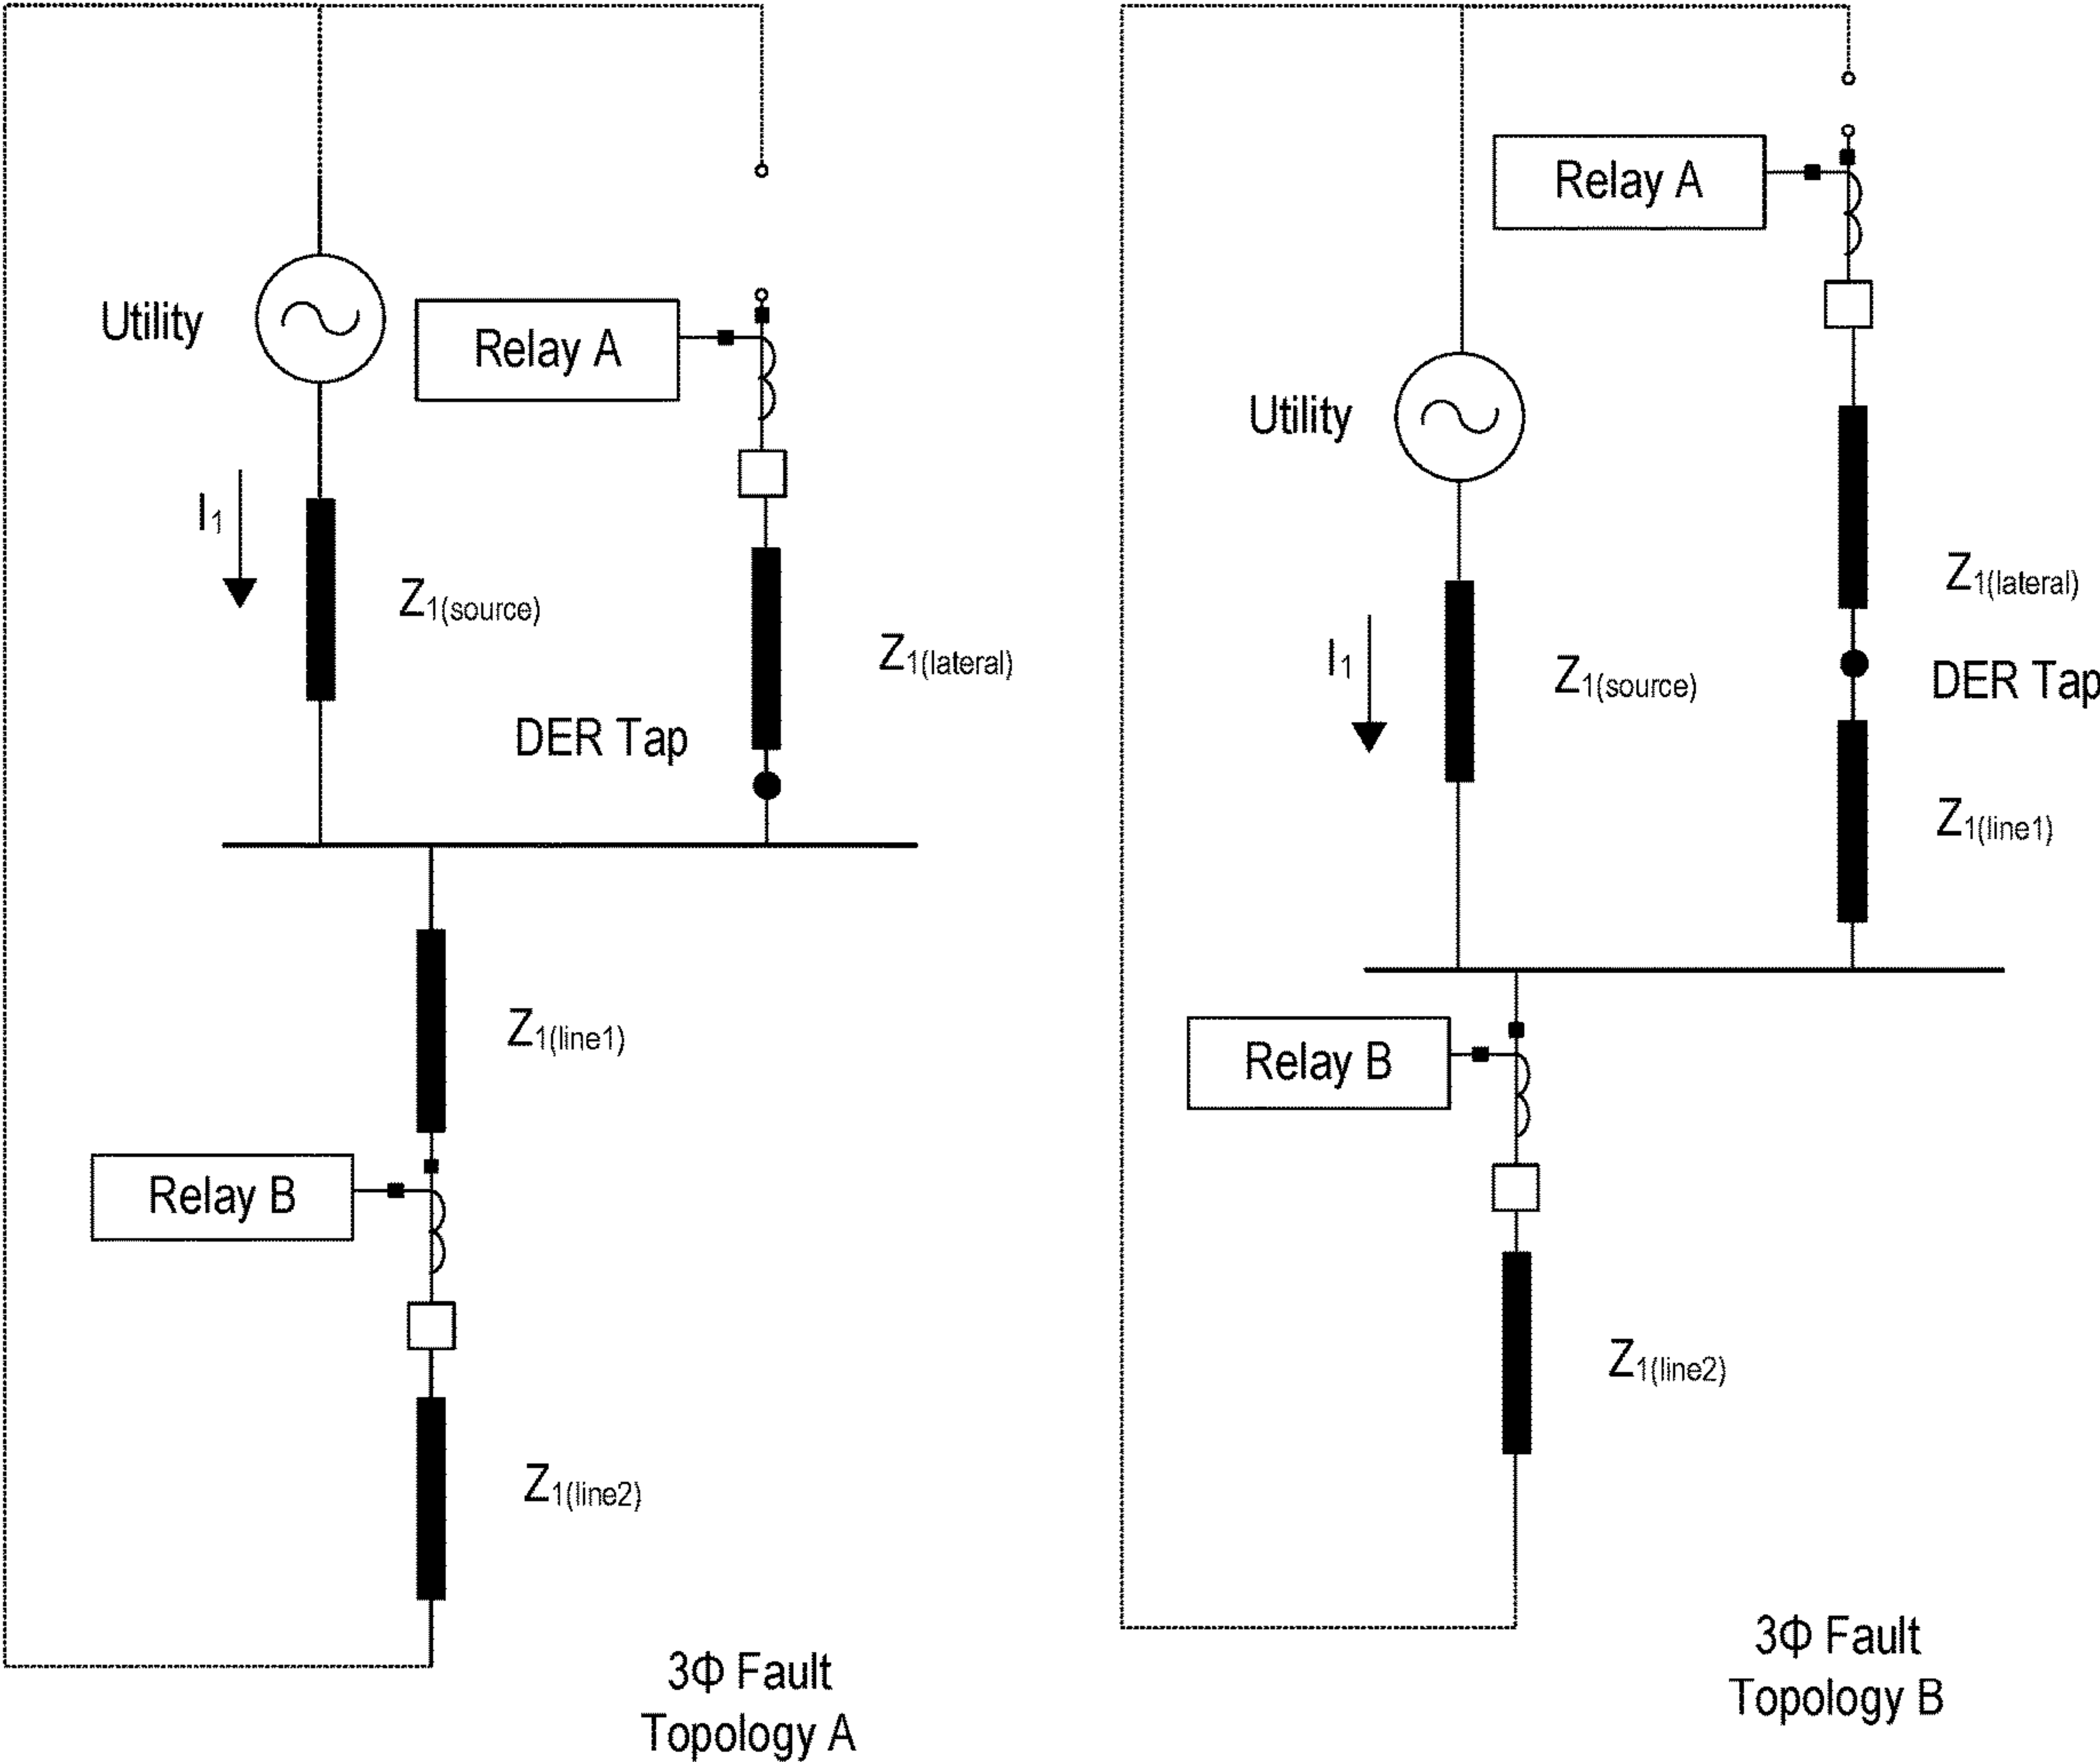 Utility
Relay A
I1
Z1(source)
Z1(lateral)
DER Tap
Z1(line1)
Relay B
Z1(line2)
3Φ Fault
Topology A
Relay A
Utility
Z1(lateral)
I1
Z1(source)
DER Tap
Z1(line1)
Relay B
Z1(line2)
3Φ Fault
Topology B